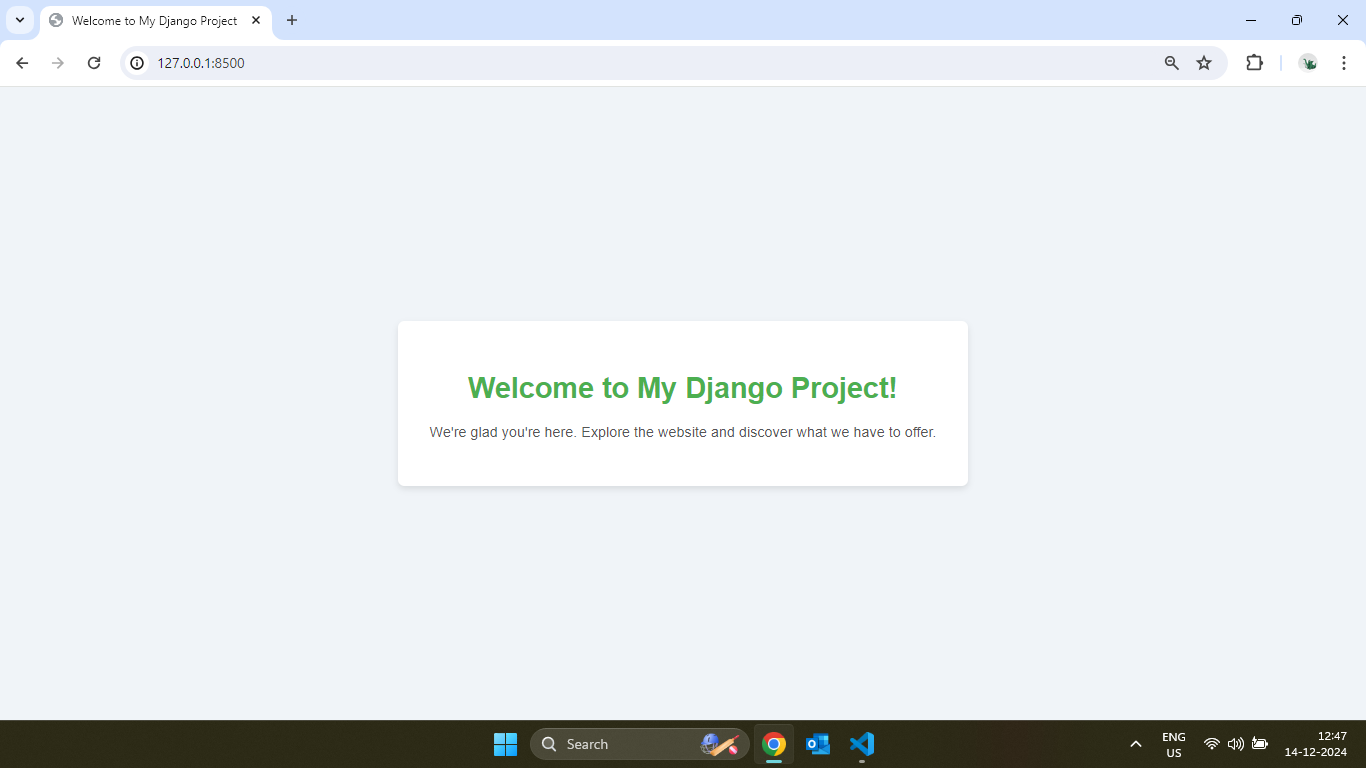 Welcome to My Django Project
127.0.0.1:8500
Welcome to My Django Project!
We're glad you're here. Explore the website and discover what we have to offer.
Search
ENG
US
12:47
14-12-2024